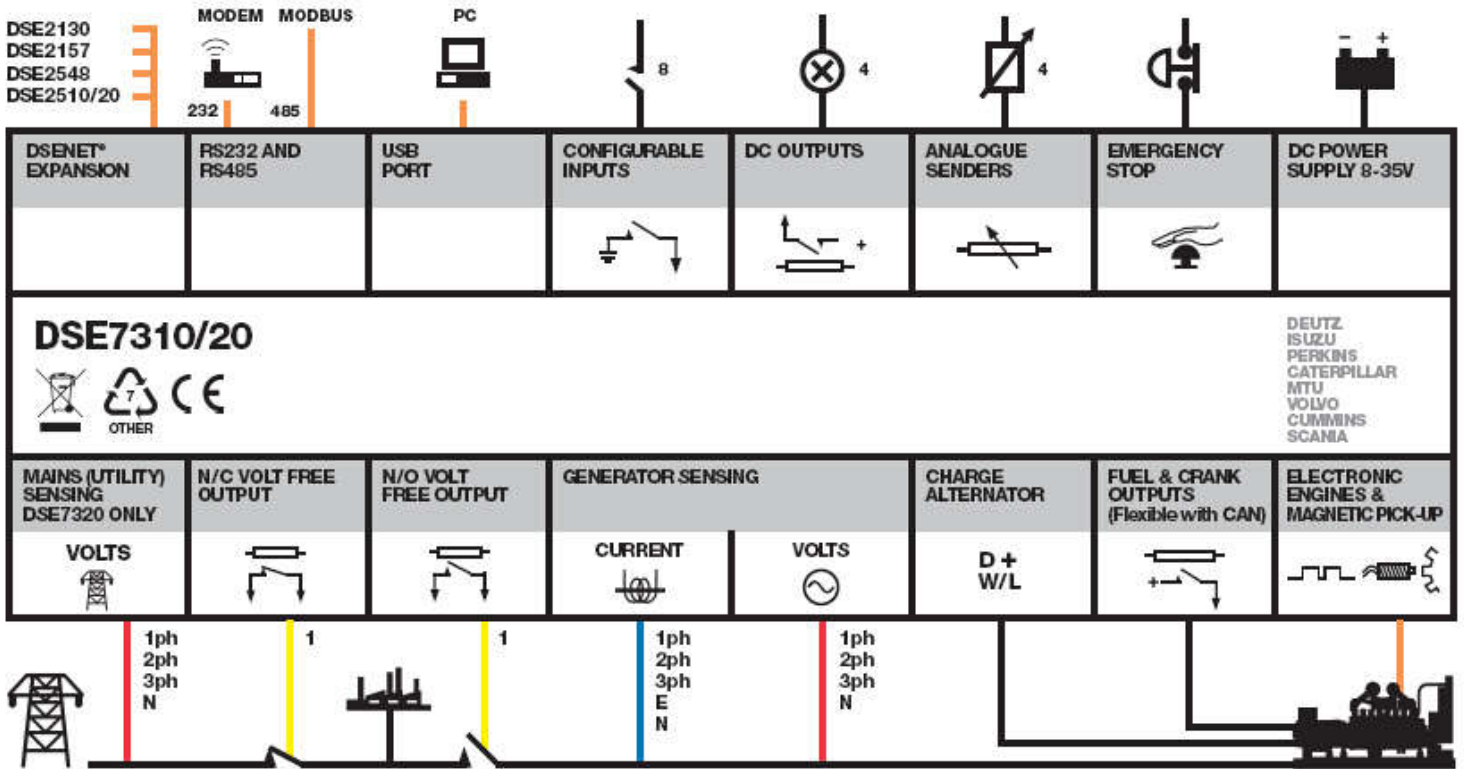 DSE2130
DSE2157
DSE2548
DSE2510/20
MODEM
MODBUS
PC
232
485
8
4
4
- +
DSENET®
EXPANSION
RS232 AND
RS485
USB
PORT
CONFIGURABLE
INPUTS
DC OUTPUTS
ANALOGUE
SENDERS
EMERGENCY
STOP
DC POWER
SUPPLY 8-35V
+
DSE7310/20
7
OTHER
CE
DEUTZ
ISUZU
PERKINS
CATERPILLAR
MTU
VOLVO
CUMMINS
SCANIA
MAINS (UTILITY)
SENSING
DSE7320 ONLY
VOLTS
N/C VOLT FREE
OUTPUT
N/O VOLT
FREE OUTPUT
GENERATOR SENSING
CURRENT
VOLTS
CHARGE
ALTERNATOR
D +
W/L
FUEL & CRANK
OUTPUTS
(Flexible with CAN)
+
ELECTRONIC
ENGINES &
MAGNETIC PICK-UP
1ph
2ph
3ph
N
1
1
1ph
2ph
3ph
E
N
1ph
2ph
3ph
N